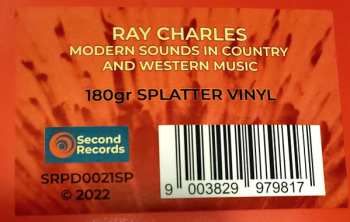 RAY CHARLES
MODERN SOUNDS IN COUNTRY
AND WESTERN MUSIC
180gr SPLATTER VINYL
Second
Records
SRPD0021SP
© 2022
9 003829 979817